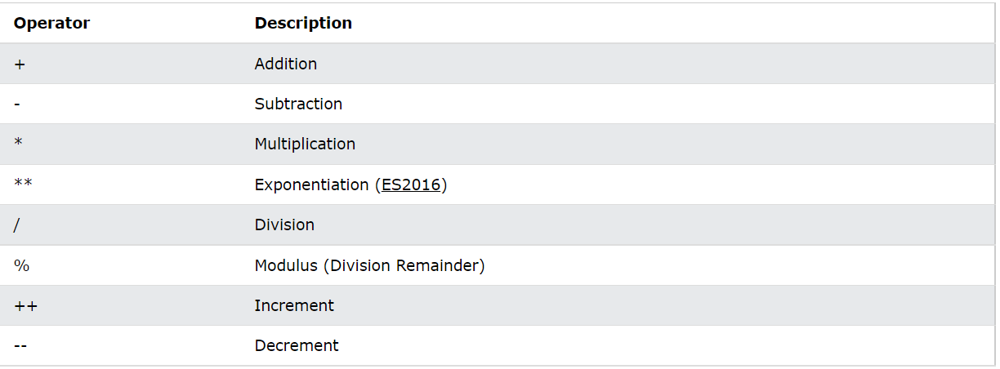 Operator Description
+ Addition
- Subtraction
* Multiplication
** Exponentiation (ES2016)
/ Division
% Modulus (Division Remainder)
++ Increment
-- Decrement